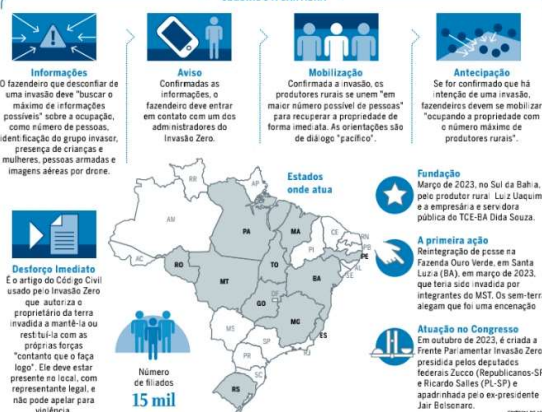 Informações
O fazendeiro que desconfiar de
uma invasão deve "buscar o
máximo de informações
possíveis" sobre a ocupação,
como número de pessoas,
identificação do grupo invasor,
presença de crianças e
mulheres, pessoas armadas e
imagens aéreas por drone.
Aviso
Confirmadas as
informações, o
fazendeiro deve entrar
em contato com um dos
administradores do
Invasão Zero.
Mobilização
Confirmada a invasão, os
produtores rurais se unem "em
maior número possível de pessoas"
para recuperar a propriedade de
forma imediata. As orientações são
de diálogo "pacífico".
Antecipação
Se for confirmado que há
intenção de uma invasão,
fazendeiros devem se mobilizar
"ocupando a propriedade com
o número máximo de
produtores rurais".
Desforço Imediato
É o artigo do Código Civil
usado pelo Invasão Zero
que autoriza o
proprietário da terra
invadida a mantê-la ou
restituí-la com as
próprias forças
"contanto que o faça
logo". Ele deve estar
presente no local, com
representante legal, e
não pode apelar para
violência
Número
de filiados
15 mil
Estados
onde atua
RR
AP
AM
PA
MA
CE
RN
PB
PE
PI
AL
SE
AC
RO
TO
BA
MT
GO
DF
MG
ES
MS
SP
RJ
PR
SC
RS
Fundação
Março de 2023, no Sul da Bahia,
pelo produtor rural Luiz Uaquim
e a empresária e servidora
pública do TCE-BA Dida Souza.
A primeira ação
Reintegração de posse na
Fazenda Ouro Verde, em Santa
Luzia (BA), em março de 2023,
que teria sido invadida por
integrantes do MST. Os sem-terra
alegam que foi uma encenação
Atuação no Congresso
Em outubro de 2023, é criada a
Frente Parlamentar Invasão Zero
presidida pelos deputados
federais Zucco (Republicanos-SP
e Ricardo Salles (PL-SP) e
apadrinhada pelo ex-presidente
Jair Bolsonaro.